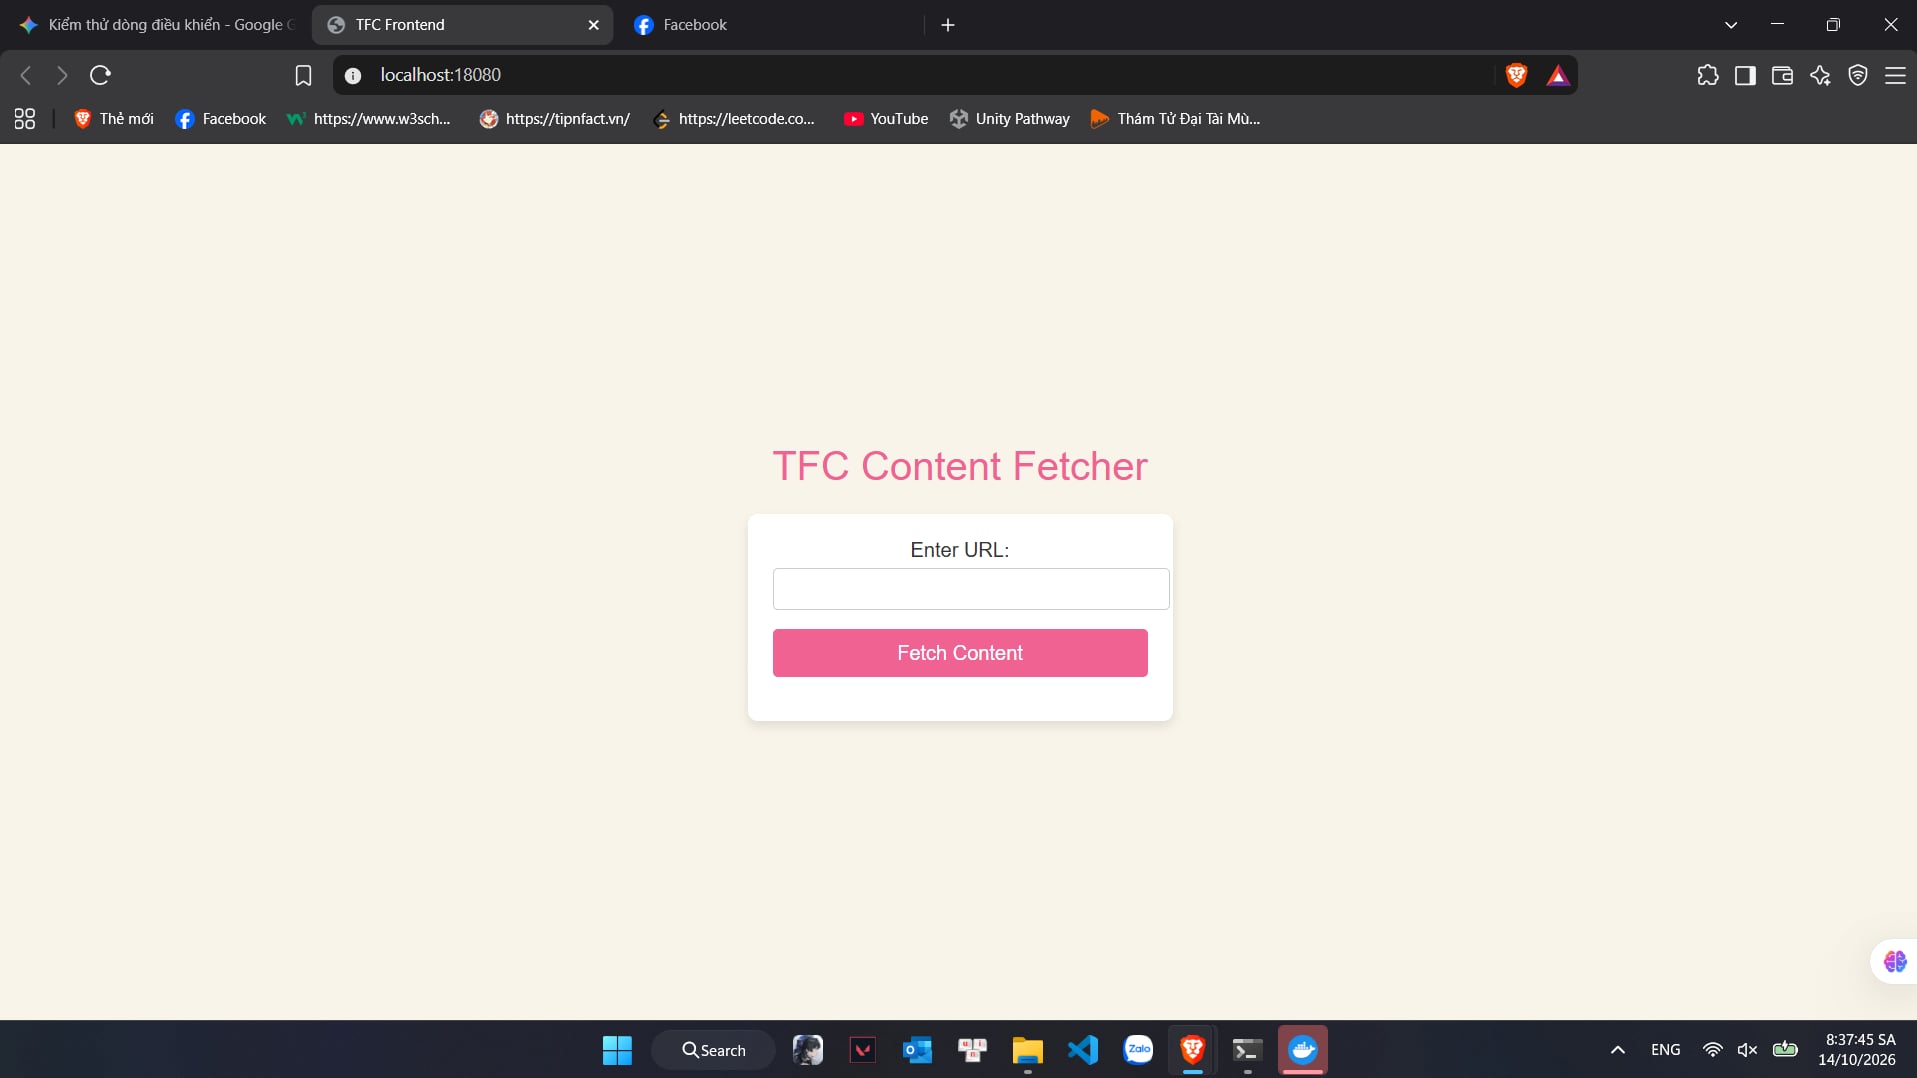 Kiểm thử dòng điều khiển - Google G
TFC Frontend
Facebook
localhost:18080
Thẻ mới
Facebook
https://www.w3sch...
https://tipnfact.vn/
https://leetcode.co...
YouTube
Unity Pathway
Thám Tử Đại Tài Mù...
TFC Content Fetcher
Enter URL:
Fetch Content
Search
Zalo
ENG
8:37:45 SA
14/10/2026